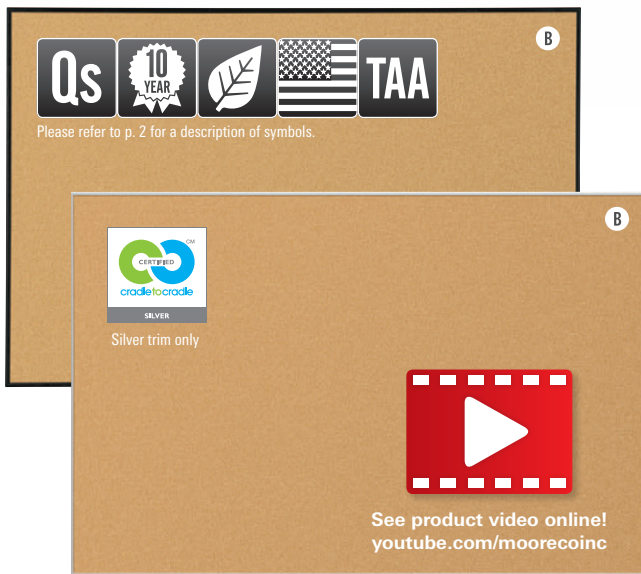 B
Qs
10
YEAR
TAA
Please refer to p. 2 for a description of symbols.
B
CM
CERTIFIED
cradletocradle
SILVER
Silver trim only
See product video online!
youtube.com/moorecoinc